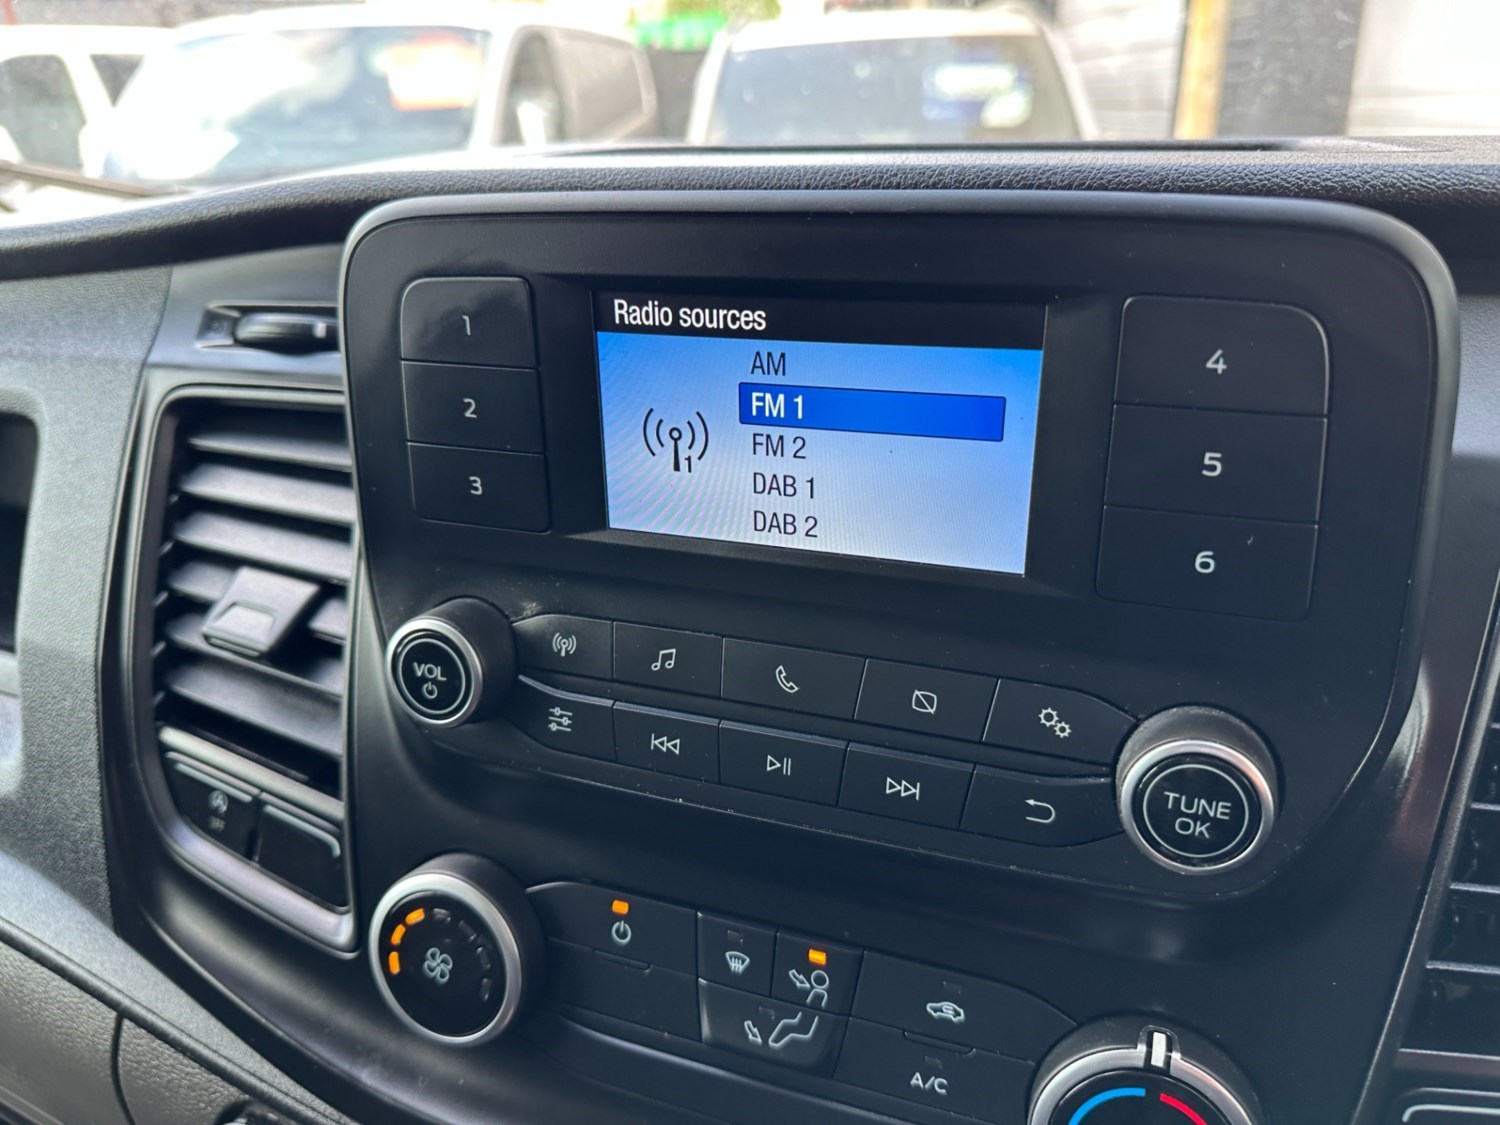 Radio sources
AM
FM 1
FM 2
DAB 1
DAB 2
1
2
3
4
5
6
VOL
TUNE
OK
A/C